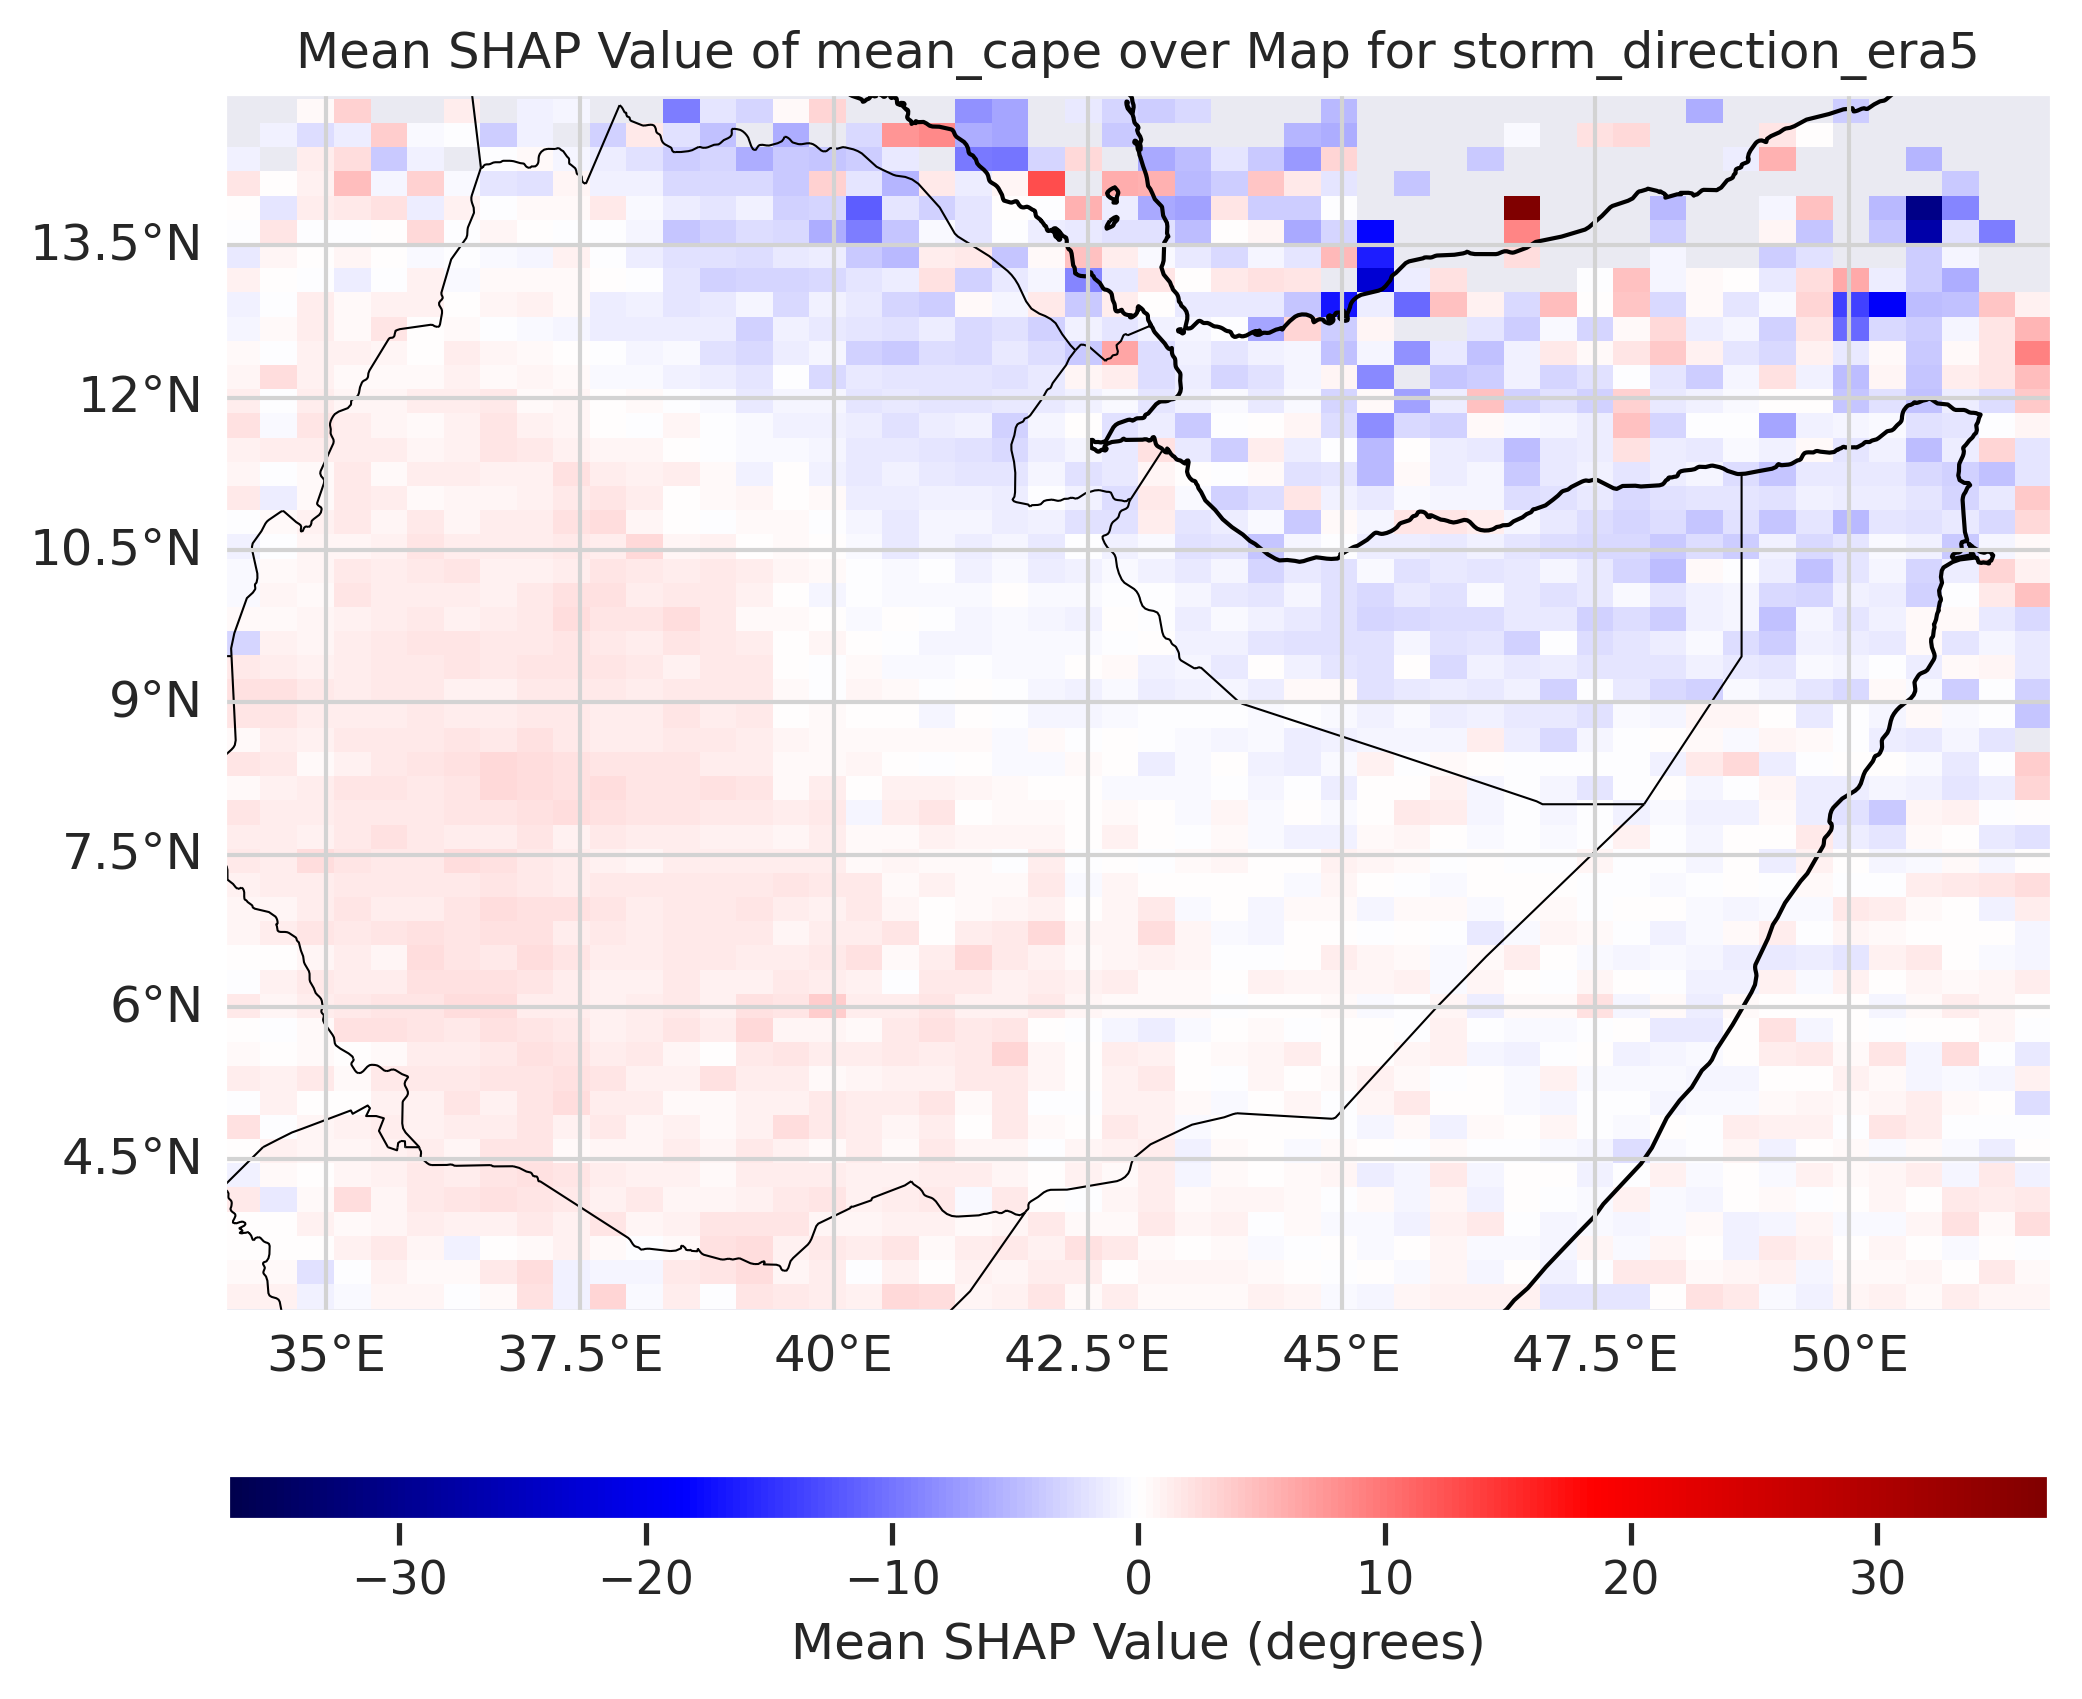 Mean SHAP Value of mean_cape over Map for storm_direction_era5
13.5°N
12°N
10.5°N
9°N
7.5°N
6°N
4.5°N
35°E 37.5°E 40°E 42.5°E 45°E 47.5°E 50°E
−30 −20 −10 0 10 20 30
Mean SHAP Value (degrees)